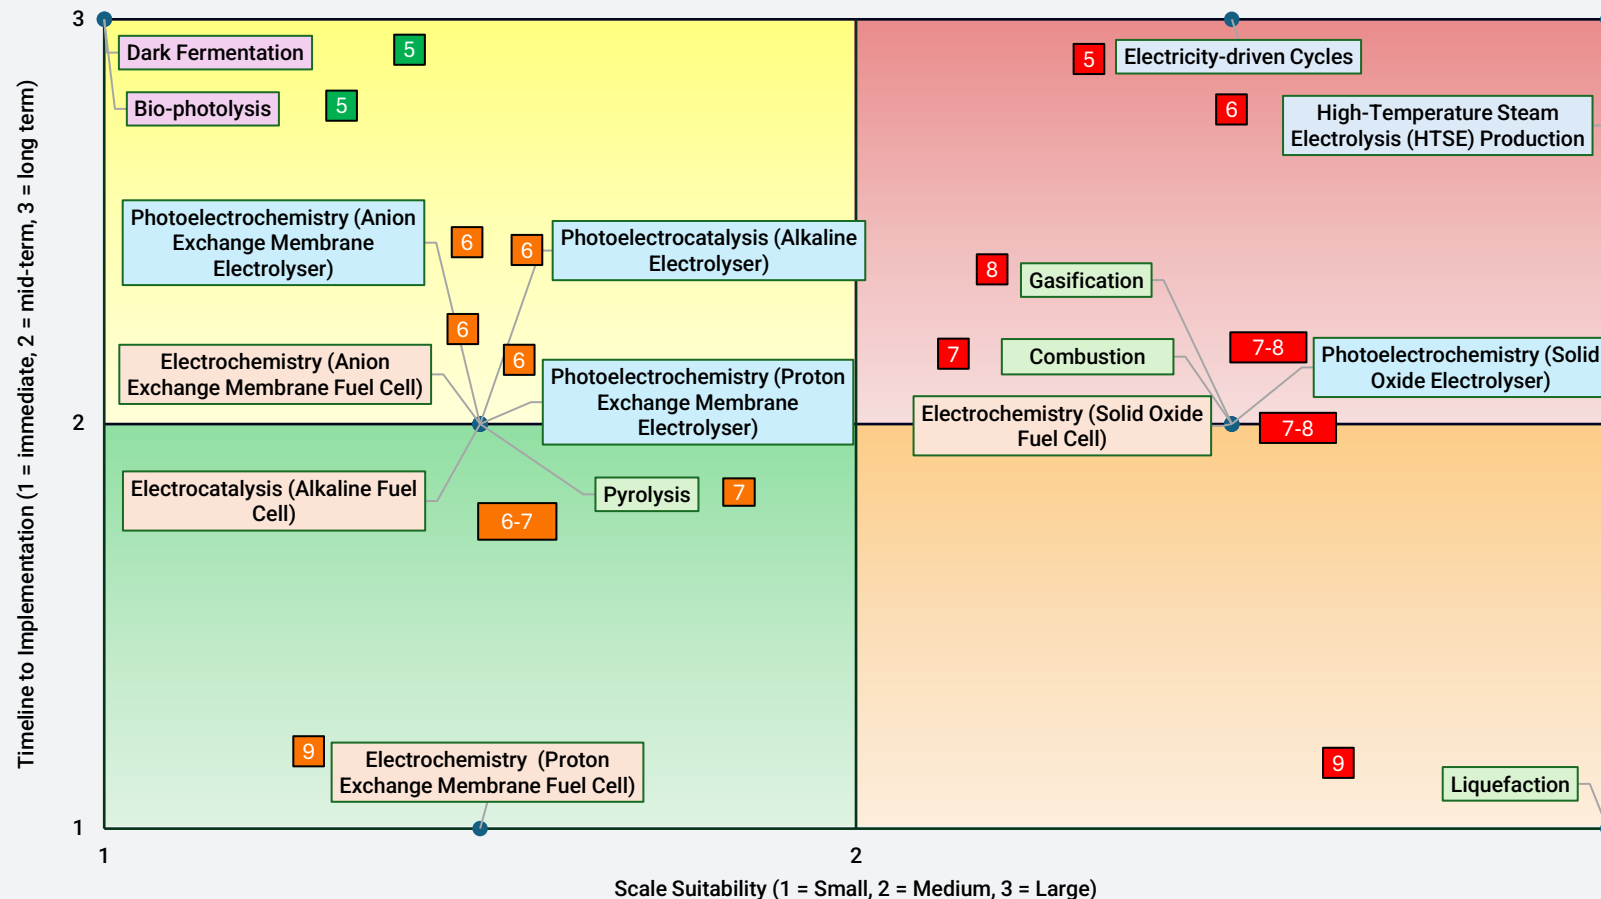 Timeline to Implementation (1 = immediate, 2 = mid-term, 3 = long term)
3
Dark Fermentation
5
Bio-photolysis
5
5
Electricity-driven Cycles
6
High-Temperature Steam
Electrolysis (HTSE) Production
Photoelectrochemistry (Anion
Exchange Membrane
Electrolyser)
6
6
Photoelectrocatalysis (Alkaline
Electrolyser)
8
Gasification
6
6
Electrochemistry (Anion
Exchange Membrane Fuel Cell)
Photoelectrochemistry (Proton
Exchange Membrane
Electrolyser)
7
Combustion
7-8
Photoelectrochemistry (Solid
Oxide Electrolyser)
Electrochemistry (Solid Oxide
Fuel Cell)
7-8
2
Electrocatalysis (Alkaline Fuel
Cell)
6-7
Pyrolysis
7
9
Electrochemistry (Proton
Exchange Membrane Fuel Cell)
9
Liquefaction
1
1
2
Scale Suitability (1 = Small, 2 = Medium, 3 = Large)